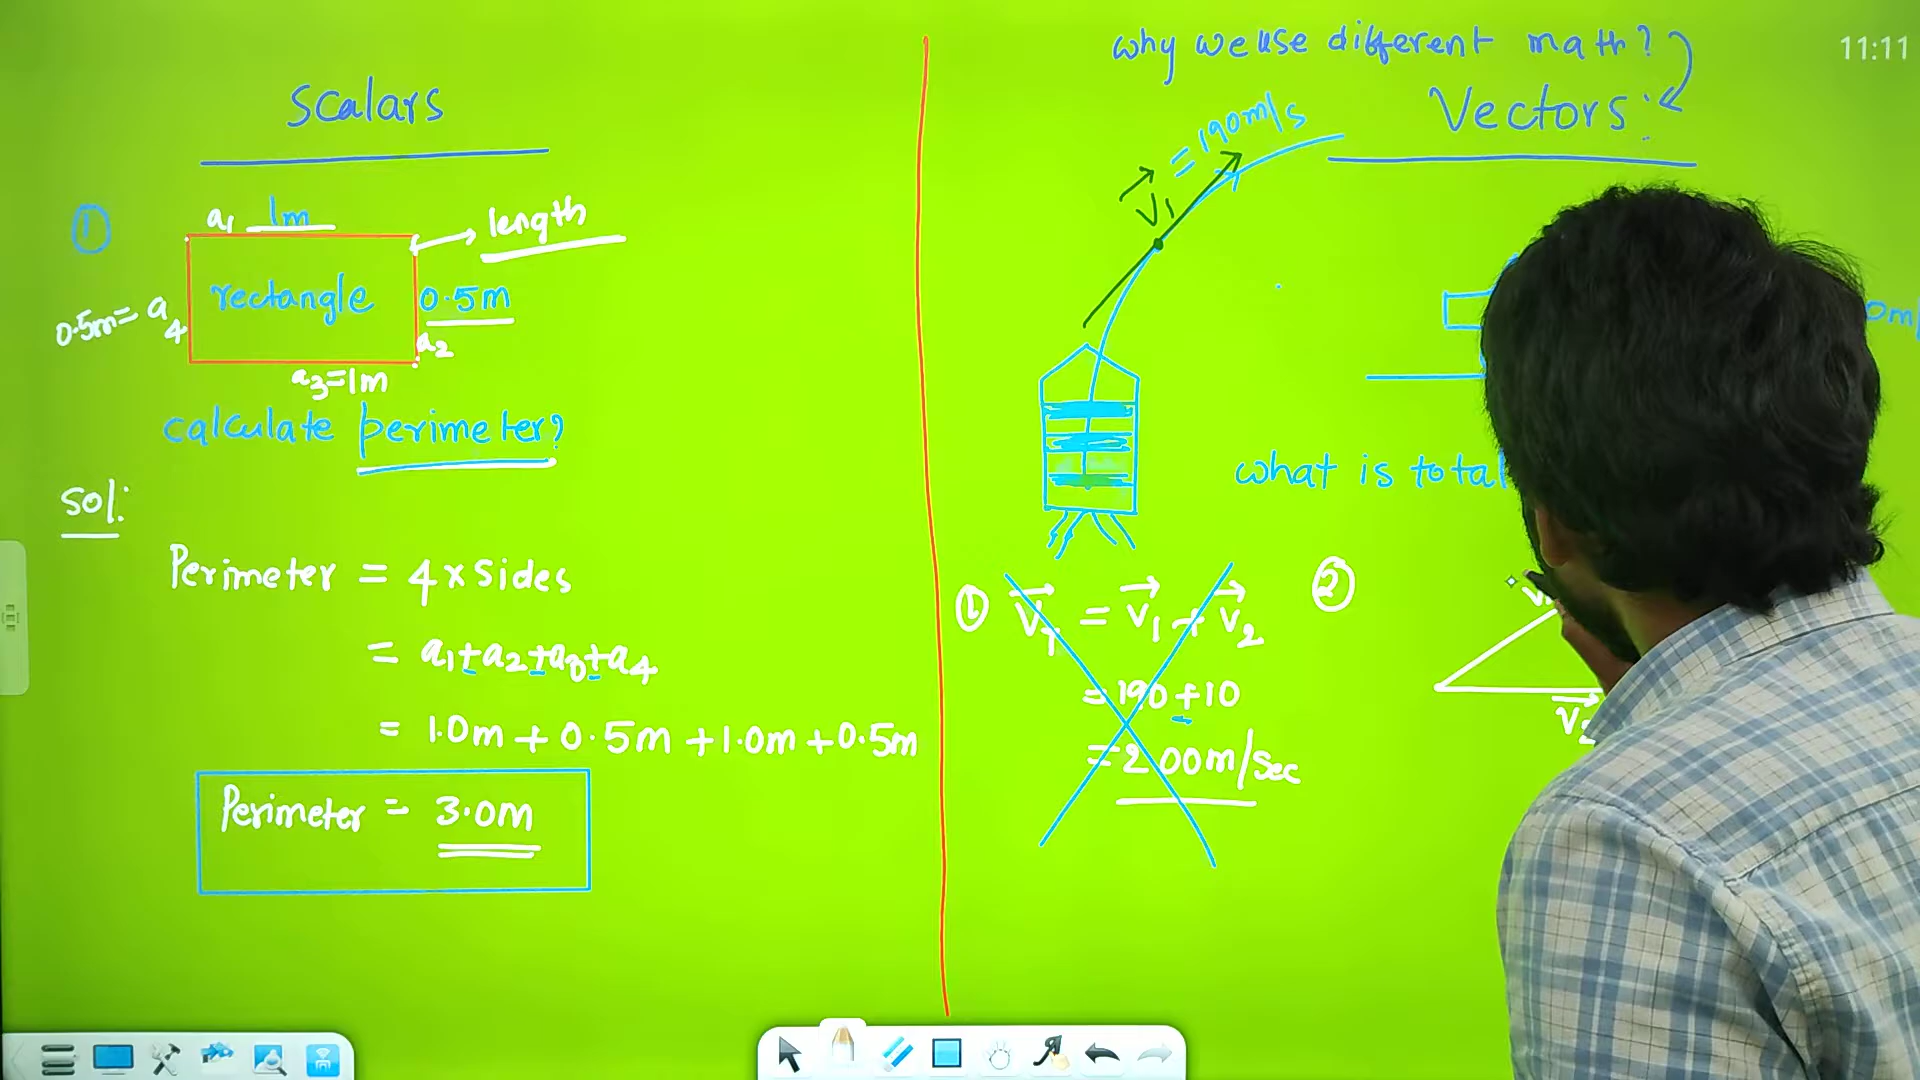 Scalars
①
a1 1m
length
rectangle
0.5m
0.5m = a4
a2
a3=1m
calculate perimeter?
Sol:
Perimeter = 4 x sides
= a1+a2+a3+a4
= 1.0m + 0.5m + 1.0m + 0.5m
Perimeter = 3.0m
why we use different math?
11:11
Vectors:
V1 = 190m/s
what is total
① VT = V1 + V2
= 190 + 10
= 200m/sec
②
V2